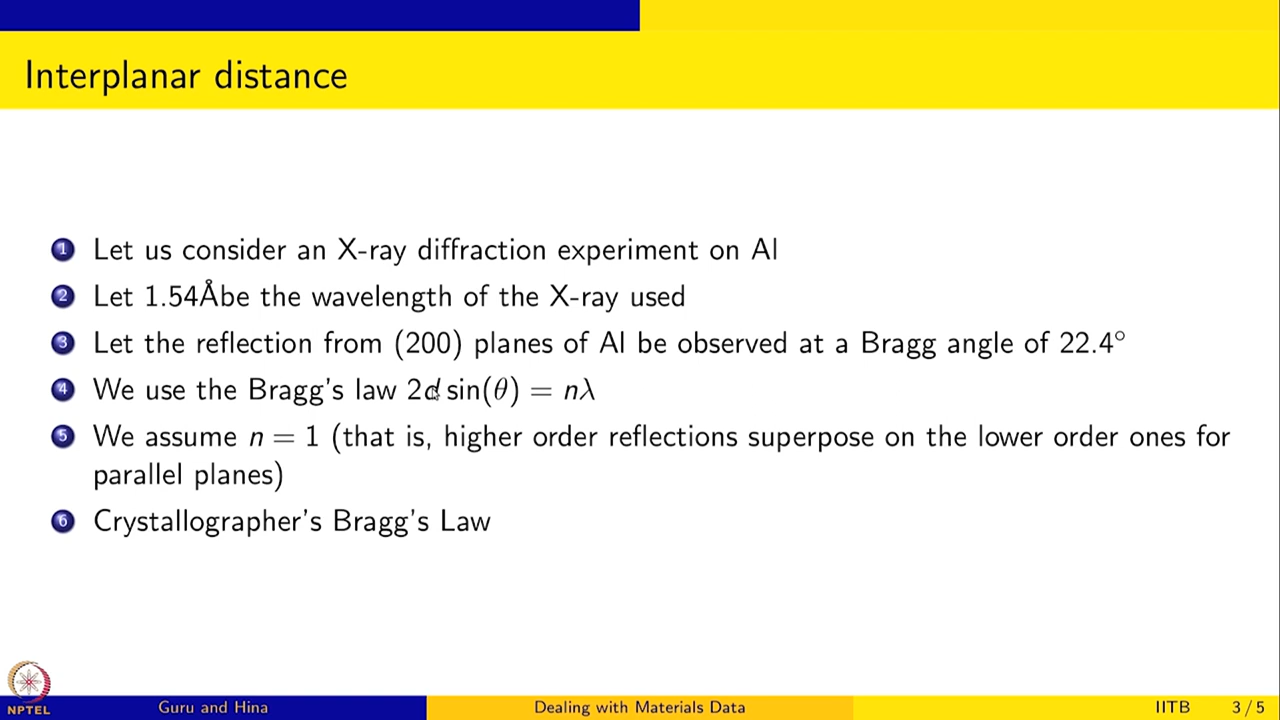 Interplanar distance
1 Let us consider an X-ray diffraction experiment on Al
2 Let 1.54Åbe the wavelength of the X-ray used
3 Let the reflection from (200) planes of Al be observed at a Bragg angle of 22.4°
4 We use the Bragg's law 2d sin(θ) = nλ
5 We assume n = 1 (that is, higher order reflections superpose on the lower order ones for
parallel planes)
6 Crystallographer's Bragg's Law
NPTEL
Guru and Hina
Dealing with Materials Data
IITB
3 / 5